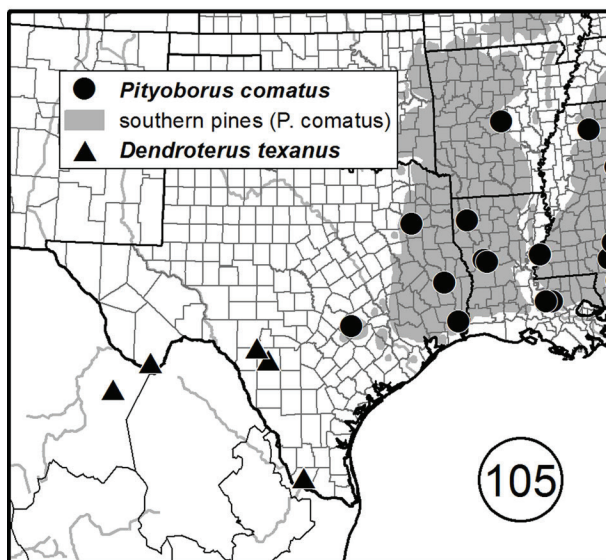 Pityoborus comatus
southern pines (P. comatus)
Dendroterus texanus
105